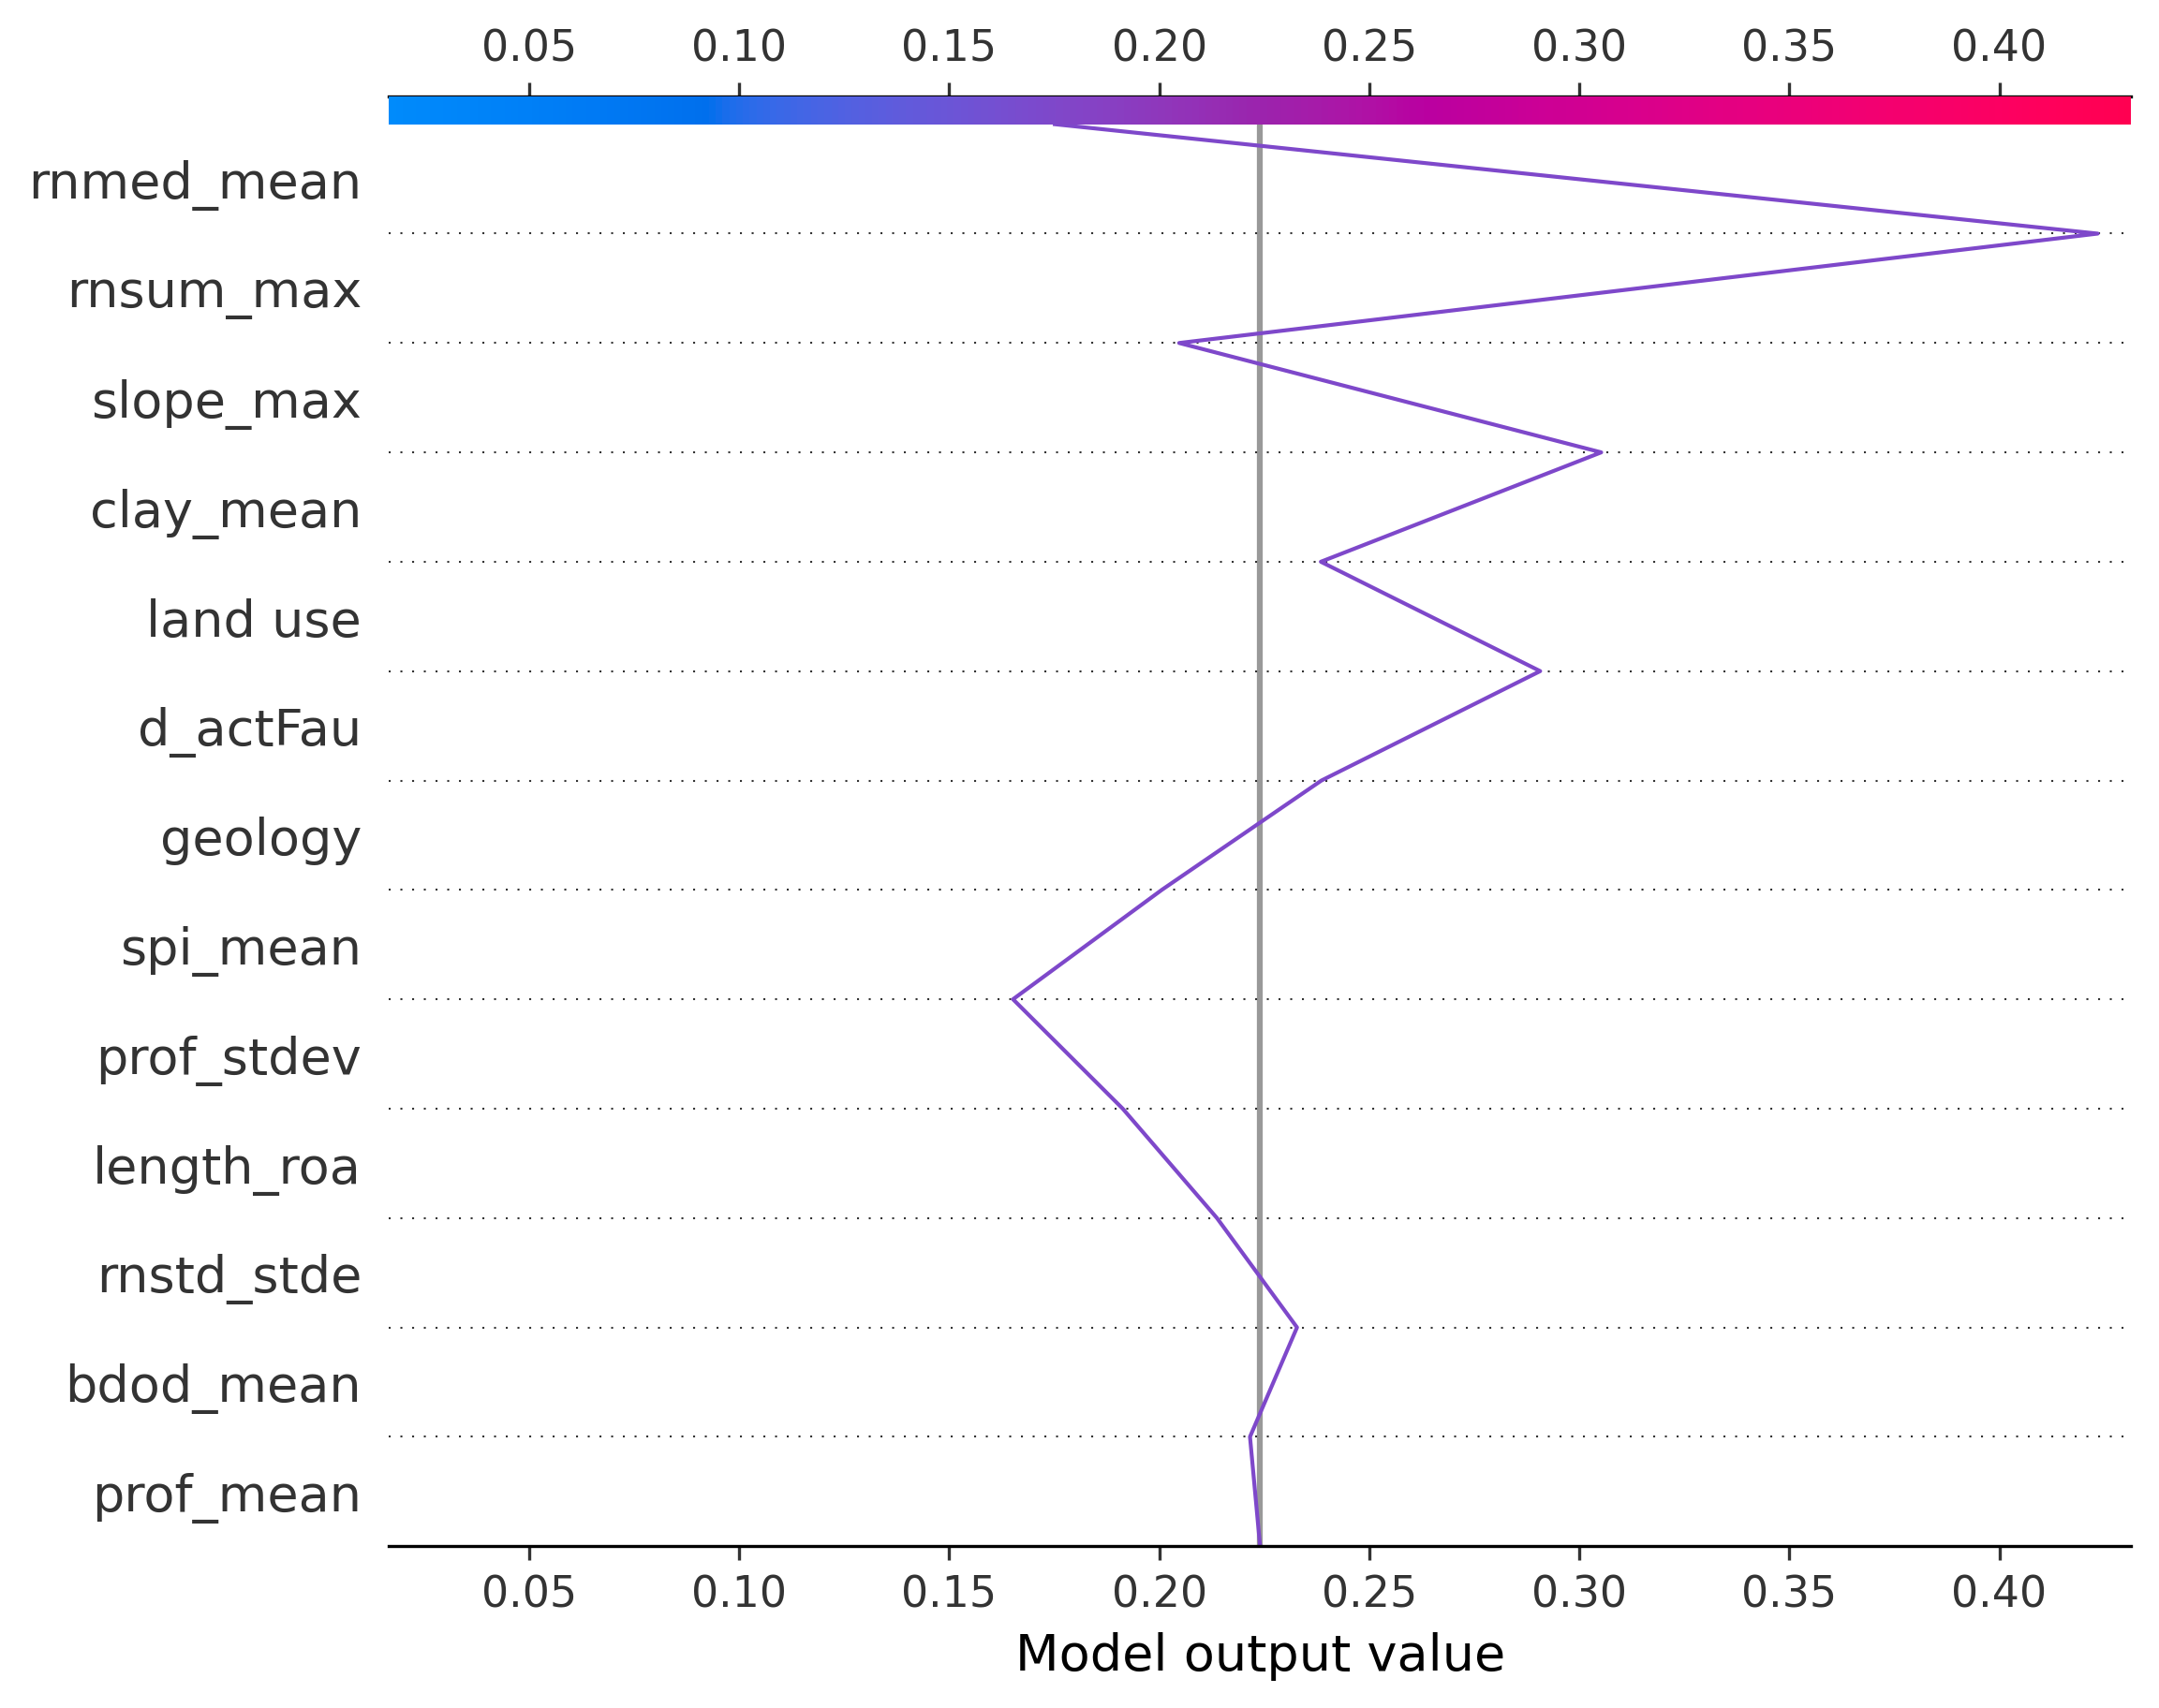 0.05 0.10 0.15 0.20 0.25 0.30 0.35 0.40
rnmed_mean
rnsum_max
slope_max
clay_mean
land use
d_actFau
geology
spi_mean
prof_stdev
length_roa
rnstd_stde
bdod_mean
prof_mean
0.05 0.10 0.15 0.20 0.25 0.30 0.35 0.40
Model output value